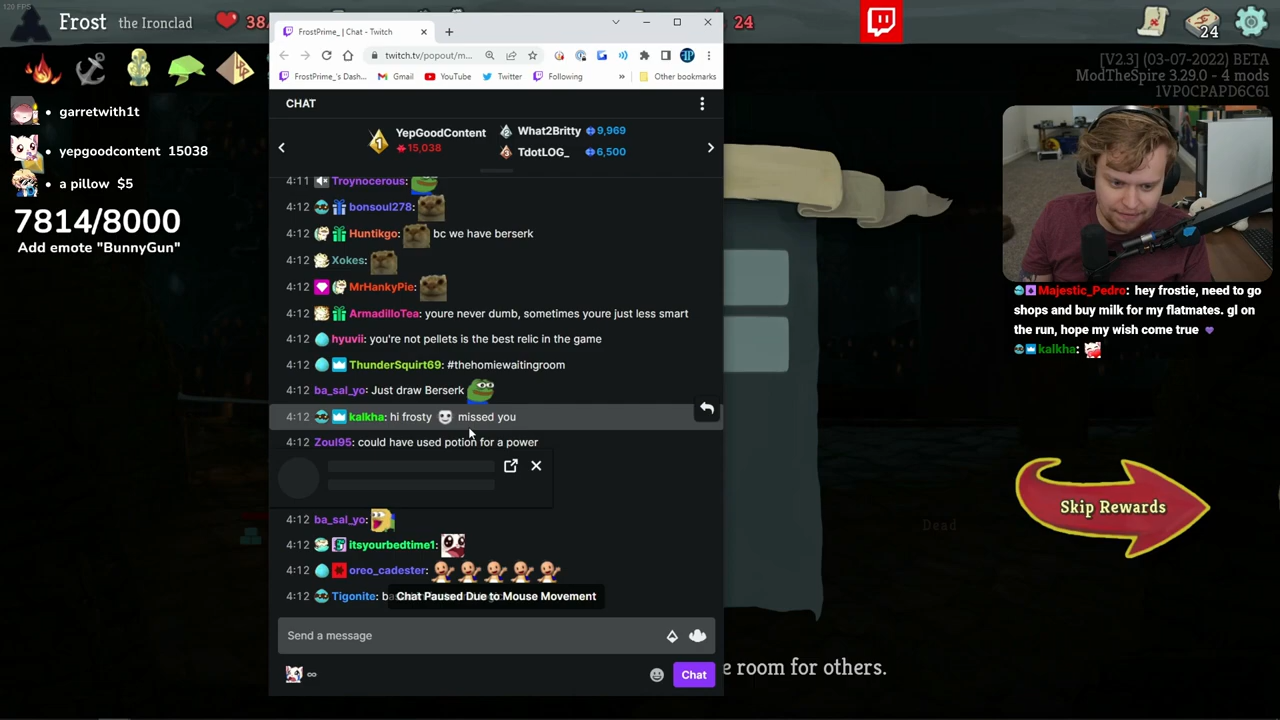 120 FPS
Frost the Ironclad
38
24
24
[V2.3] (03-07-2022) BETA
ModTheSpire 3.29.0 - 4 mods
1VP0CPAPD6C61
garretwith1t
yepgoodcontent 15038
a pillow $5
7814/8000
Add emote "BunnyGun"
FrostPrime_ | Chat - Twitch
twitch.tv/popout/m...
FrostPrime_'s Dash...
Gmail
YouTube
Twitter
Following
»
Other bookmarks
CHAT
1
YepGoodContent
15,038
2
What2Britty 9,969
3
TdotLOG_ 6,500
4:11 Troynocerous:
4:12 bonsoul278:
4:12 Huntikgo: bc we have berserk
4:12 Xokes:
4:12 MrHankyPie:
4:12 ArmadilloTea: youre never dumb, sometimes youre just less smart
4:12 hyuvii: you're not pellets is the best relic in the game
4:12 ThunderSquirt69: #thehomiewaitingroom
ba_sal_yo: Just draw Berserk
4:12 kalkha: hi frosty missed you
Zoul95: could have used potion for a power
4:12 ba_sal_yo:
4:12 itsyourbedtime1:
4:12 oreo_cadester:
4:12 Tigonite:
Chat Paused Due to Mouse Movement
Send a message
∞
Chat
Majestic_Pedro: hey frostie, need to go
shops and buy milk for my flatmates. gl on
the run, hope my wish come true
kalkha:
Skip Rewards
Dead
e room for others.